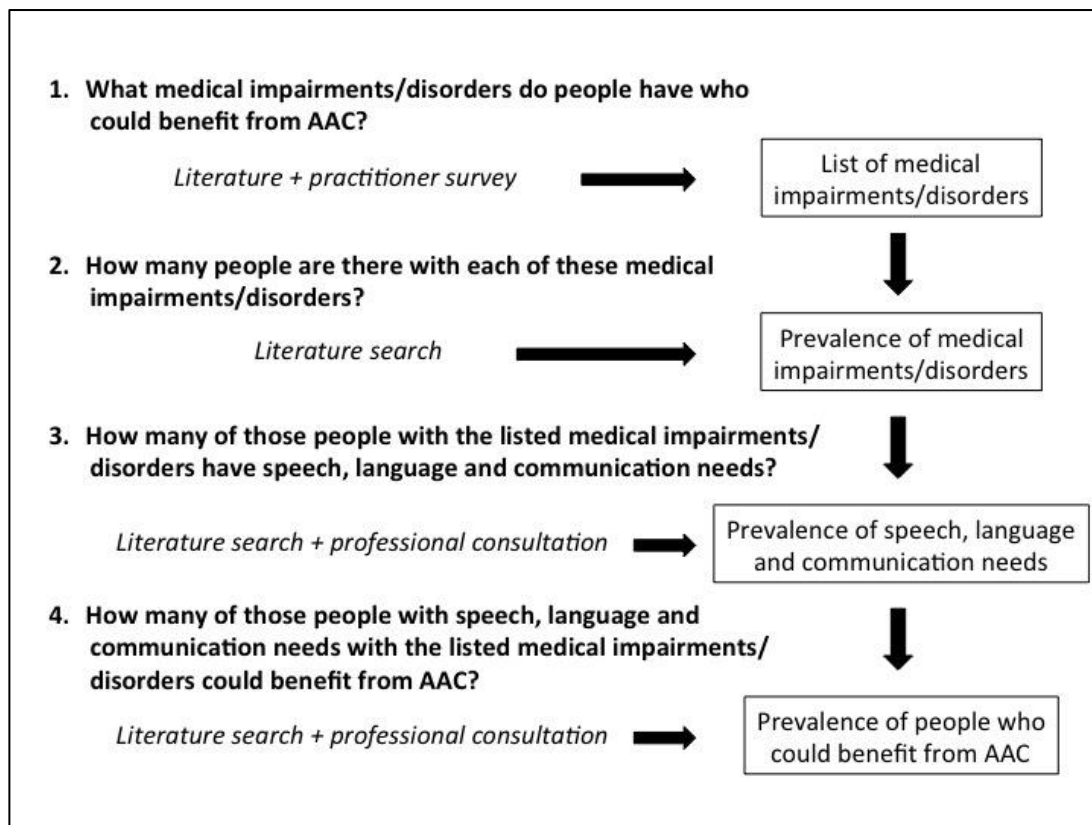 1. What medical impairments/disorders do people have who
could benefit from AAC?
Literature + practitioner survey
List of medical
impairments/disorders
2. How many people are there with each of these medical
impairments/disorders?
Literature search
Prevalence of medical
impairments/disorders
3. How many of those people with the listed medical impairments/
disorders have speech, language and communication needs?
Literature search + professional consultation
Prevalence of speech, language
and communication needs
4. How many of those people with speech, language and
communication needs with the listed medical impairments/
disorders could benefit from AAC?
Literature search + professional consultation
Prevalence of people who
could benefit from AAC